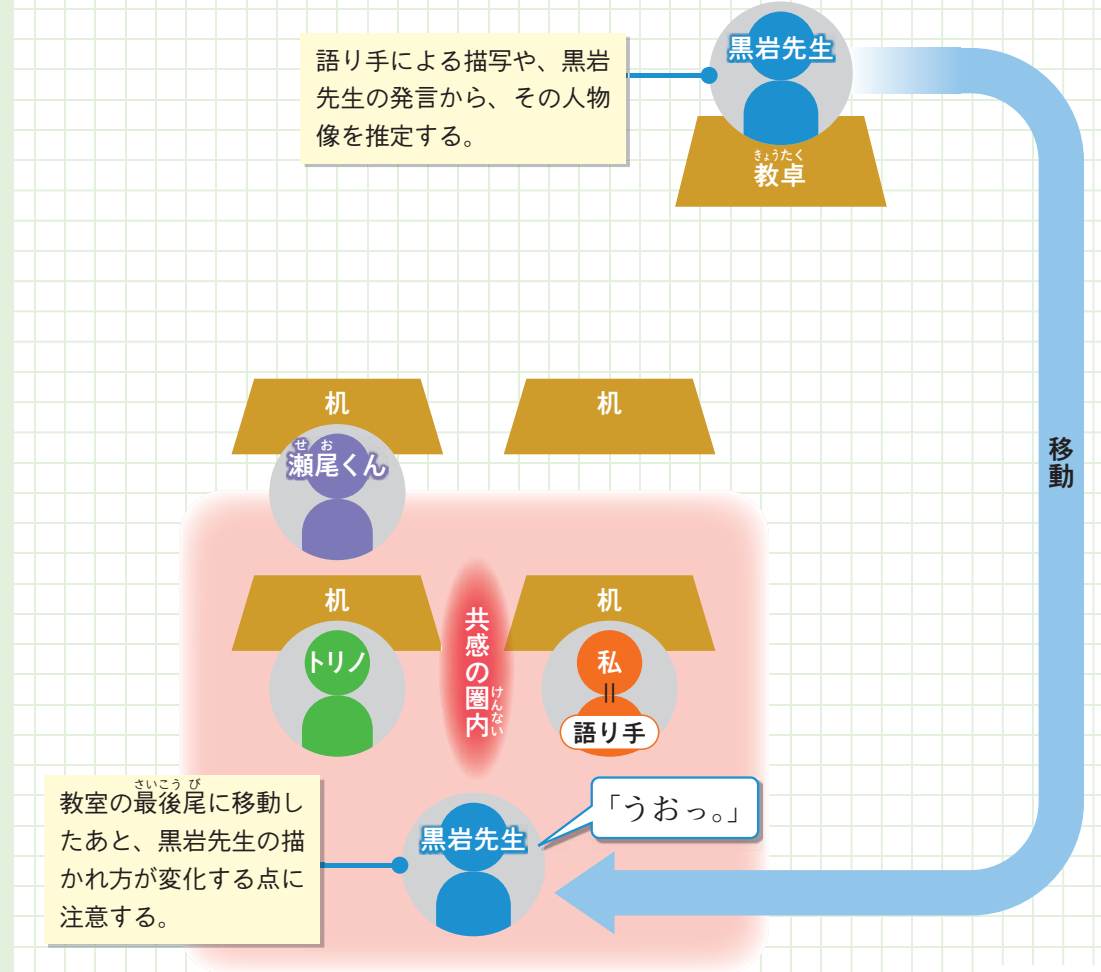 黒岩先生
語り手による描写や、黒岩
先生の発言から、その人物
像を推定する。
きょうたく
教卓
机
机
せお
瀬尾くん
移動
机
机
共感の圏内
けんない
トリノ
私
=
語り手
さいこうび
教室の最後尾に移動し
たあと、黒岩先生の描
かれ方が変化する点に
注意する。
黒岩先生
「うおっ。」